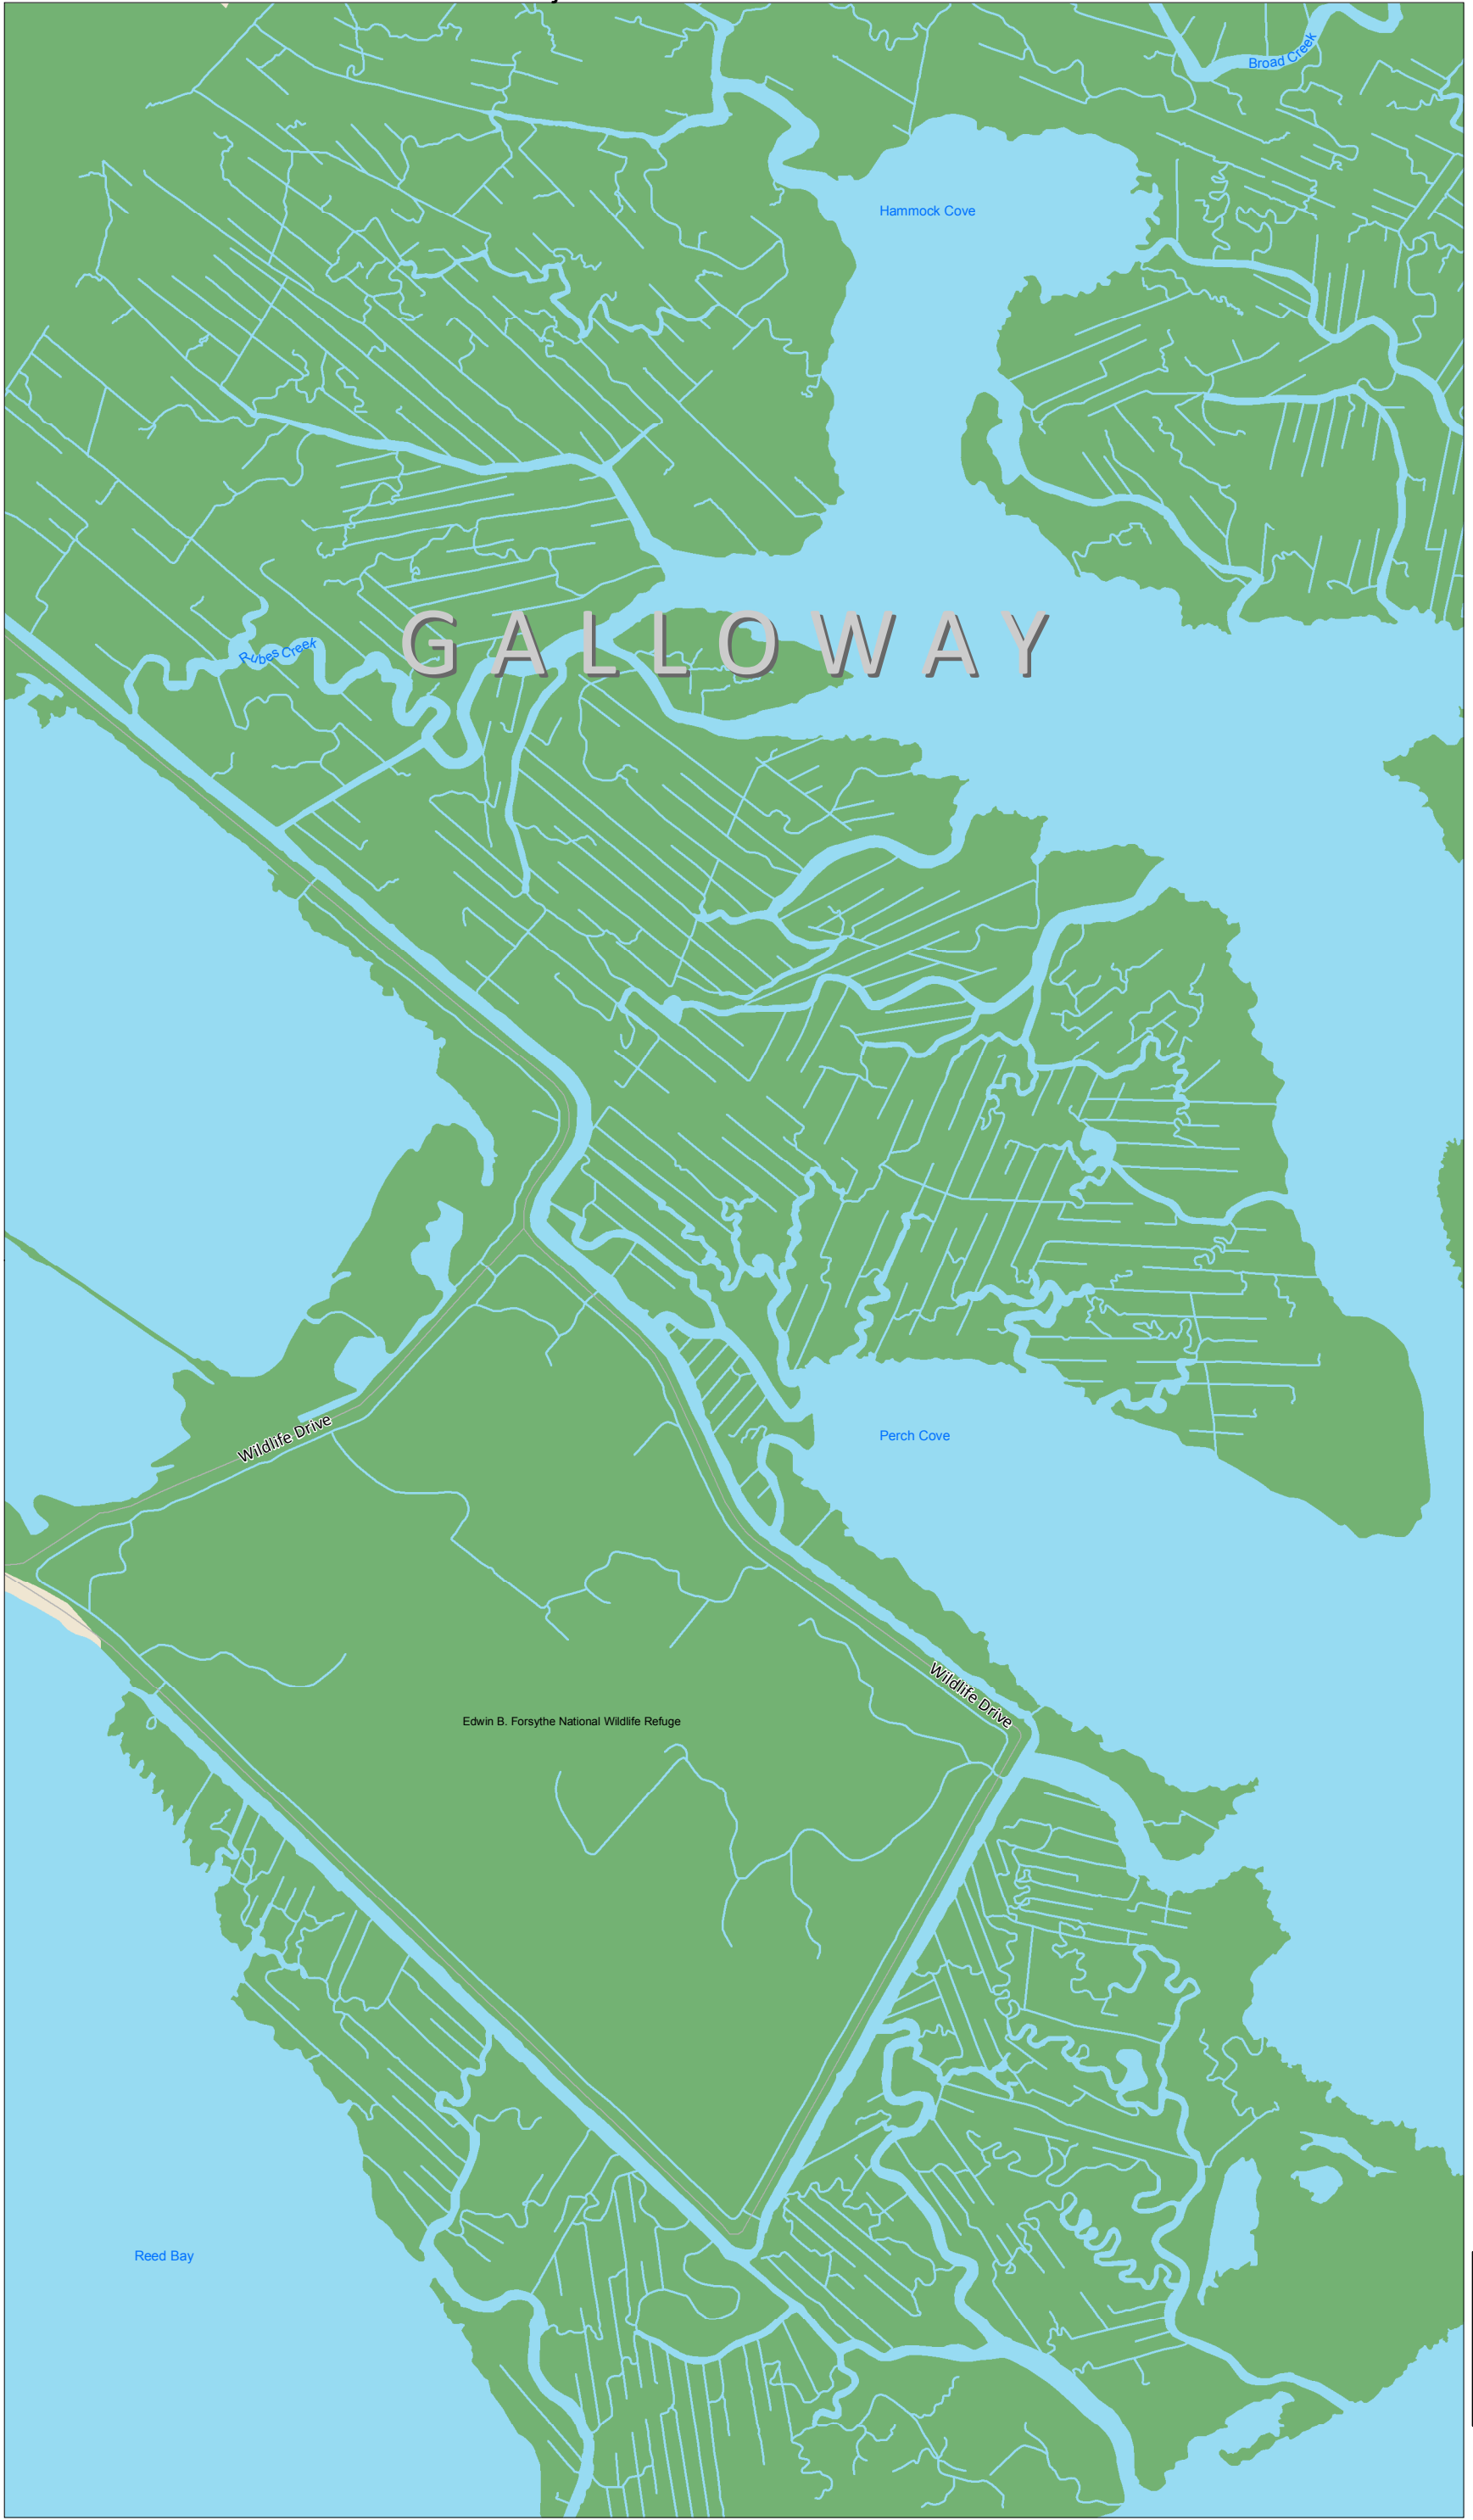 Broad Creek
Hammock Cove
GALLOWAY
Rubes Creek
Perch Cove
Wildlife Drive
Wildlife Drive
Edwin B. Forsythe National Wildlife Refuge
Reed Bay